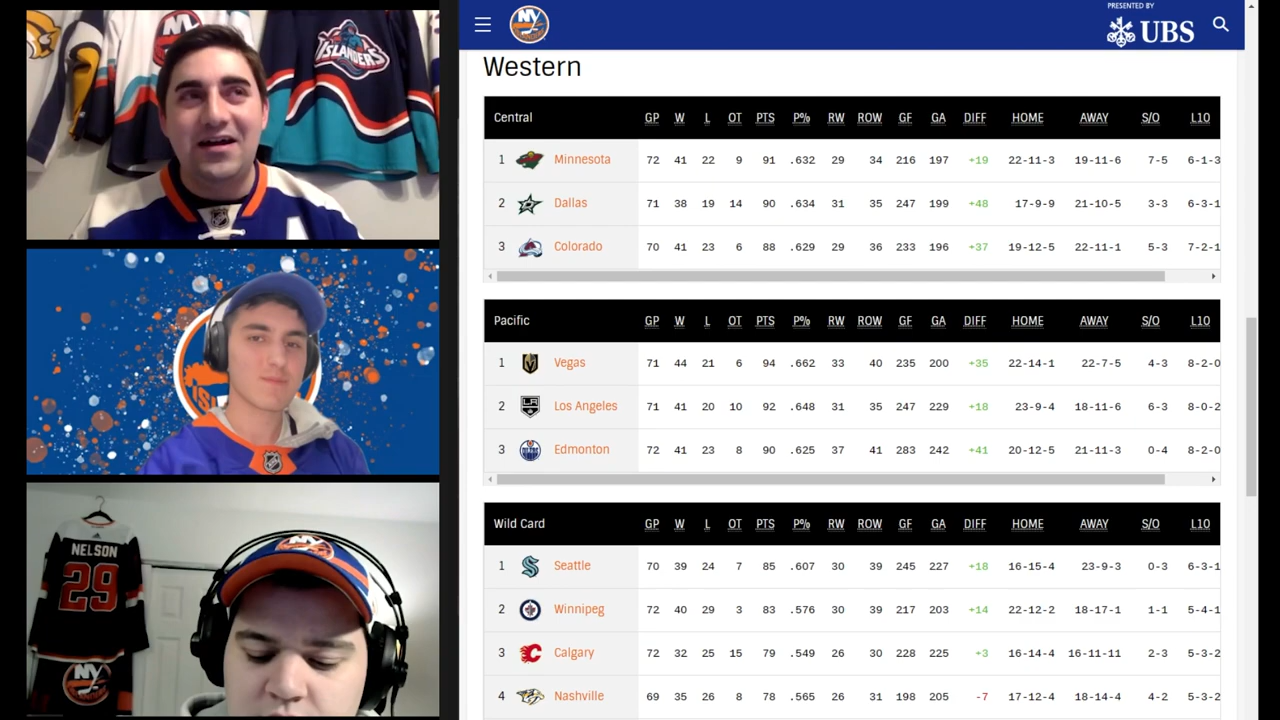 PRESENTED BY
UBS
NY
ISLANDERS
Western
Central GP W L OT PTS P% RW ROW GF GA DIFF HOME AWAY S/O L10
1 Minnesota 72 41 22 9 91 .632 29 34 216 197 +19 22-11-3 19-11-6 7-5 6-1-3
2 Dallas 71 38 19 14 90 .634 31 35 247 199 +48 17-9-9 21-10-5 3-3 6-3-1
3 Colorado 70 41 23 6 88 .629 29 36 233 196 +37 19-12-5 22-11-1 5-3 7-2-1
Pacific GP W L OT PTS P% RW ROW GF GA DIFF HOME AWAY S/O L10
1 Vegas 71 44 21 6 94 .662 33 40 235 200 +35 22-14-1 22-7-5 4-3 8-2-0
2 Los Angeles 71 41 20 10 92 .648 31 35 247 229 +18 23-9-4 18-11-6 6-3 8-0-2
3 Edmonton 72 41 23 8 90 .625 37 41 283 242 +41 20-12-5 21-11-3 0-4 8-2-0
Wild Card GP W L OT PTS P% RW ROW GF GA DIFF HOME AWAY S/O L10
1 Seattle 70 39 24 7 85 .607 30 39 245 227 +18 16-15-4 23-9-3 0-3 6-3-1
2 Winnipeg 72 40 29 3 83 .576 30 39 217 203 +14 22-12-2 18-17-1 1-1 5-4-1
3 Calgary 72 32 25 15 79 .549 26 30 228 225 +3 16-14-4 16-11-11 2-3 5-3-2
4 Nashville 69 35 26 8 78 .565 26 31 198 205 -7 17-12-4 18-14-4 4-2 5-3-2
NELSON
29